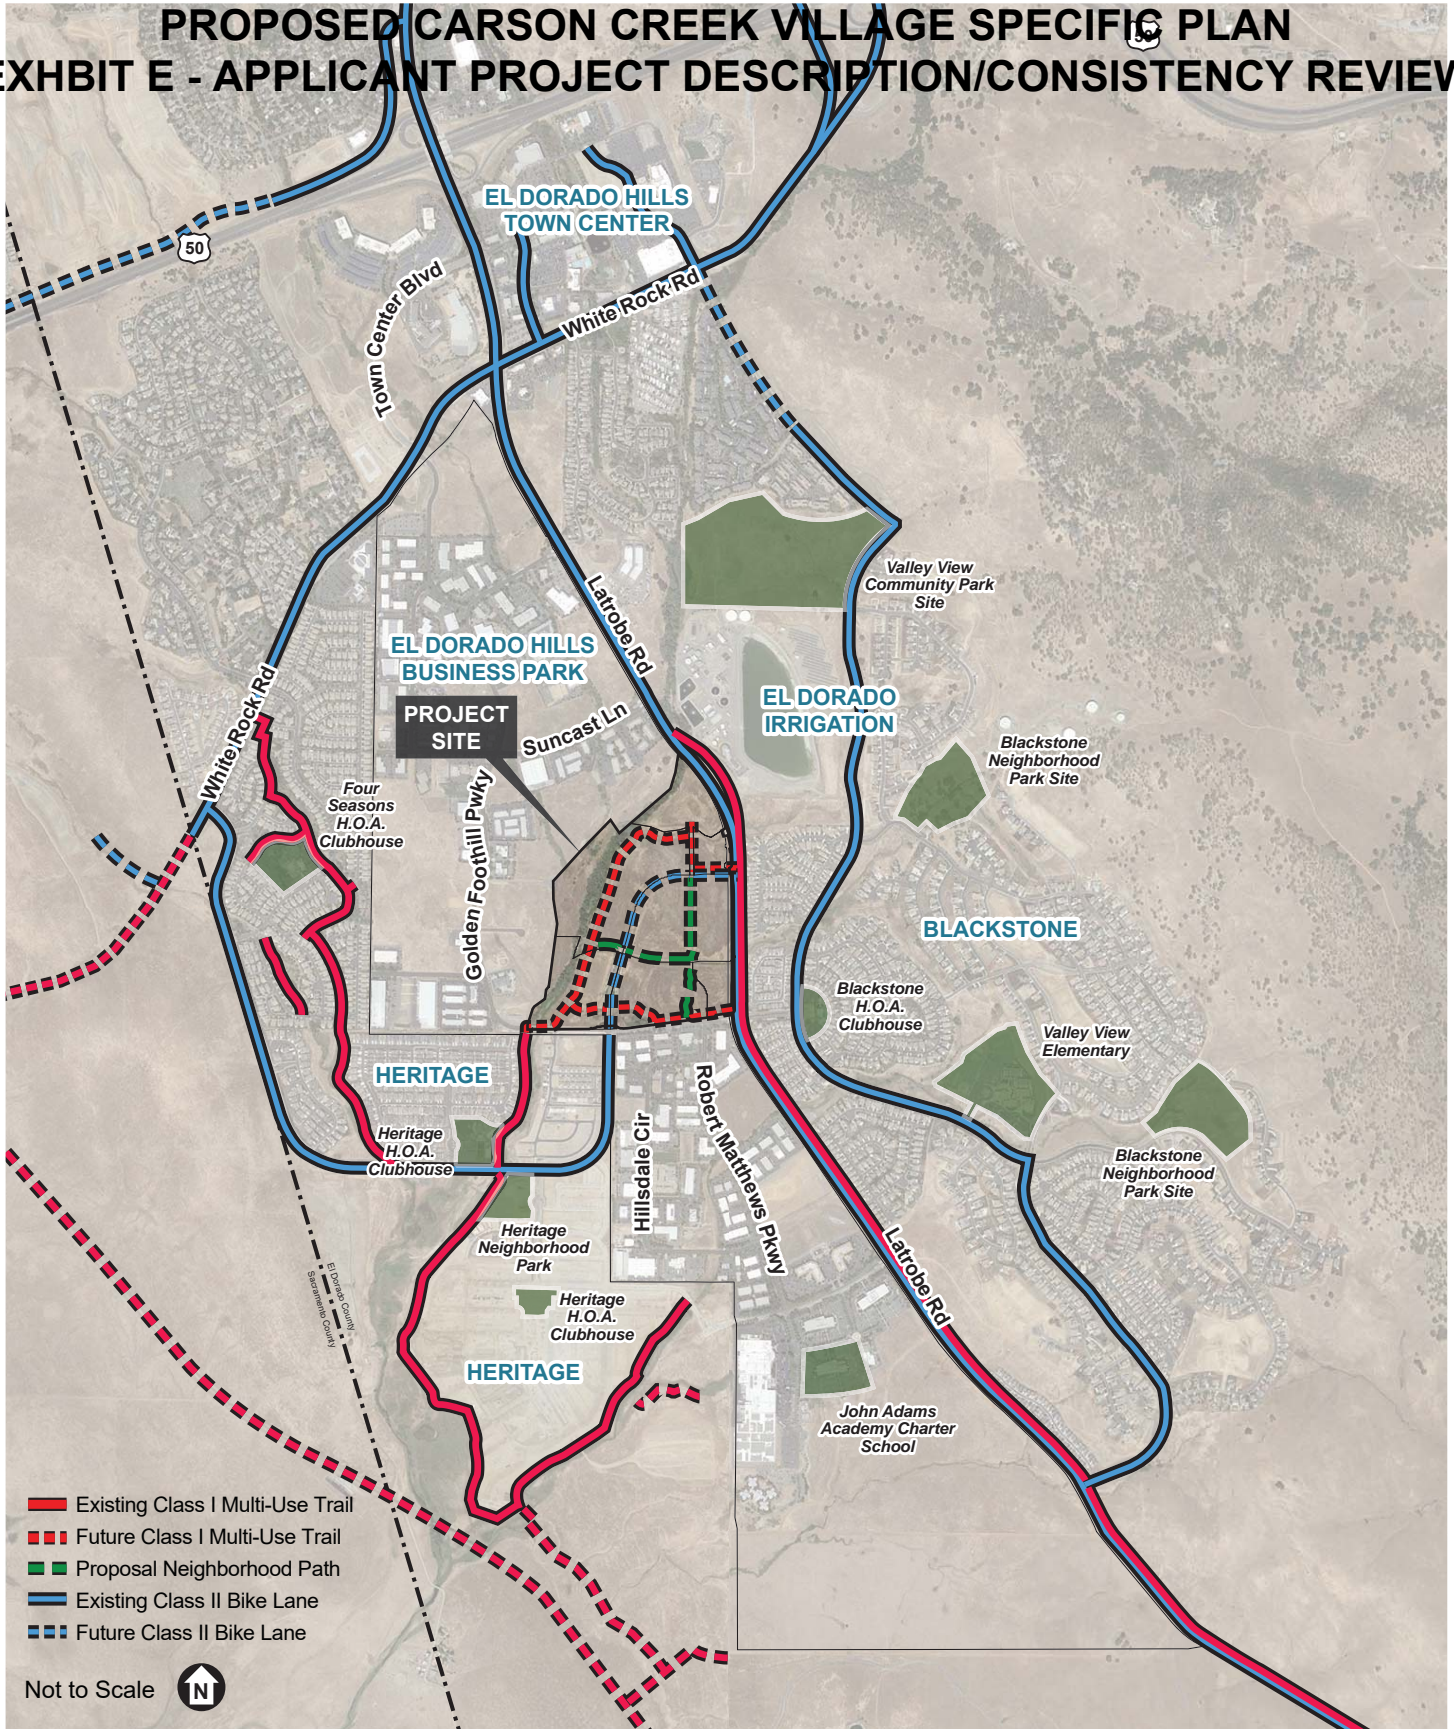 PROPOSED CARSON CREEK VILLAGE SPECIFIC PLAN
EXHBIT E - APPLICANT PROJECT DESCRIPTION/CONSISTENCY REVIEW
50
EL DORADO HILLS
TOWN CENTER
50
Town Center Blvd
White Rock Rd
Valley View
Community Park
Site
Latrobe Rd
EL DORADO HILLS
BUSINESS PARK
White Rock Rd
EL DORADO
IRRIGATION
PROJECT
SITE
Suncast Ln
Blackstone
Neighborhood
Park Site
Golden Foothill Pwky
Four
Seasons
H.O.A.
Clubhouse
BLACKSTONE
Blackstone
H.O.A.
Clubhouse
Valley View
Elementary
HERITAGE
Robert Matthews Pkwy
Hillsdale Cir
Heritage
H.O.A.
Clubhouse
Blackstone
Neighborhood
Park Site
Heritage
Neighborhood
Park
Latrobe Rd
El Dorado County
Sacramento County
Heritage
H.O.A.
Clubhouse
HERITAGE
John Adams
Academy Charter
School
Existing Class I Multi-Use Trail
Future Class I Multi-Use Trail
Proposal Neighborhood Path
Existing Class II Bike Lane
Future Class II Bike Lane
Not to Scale
N